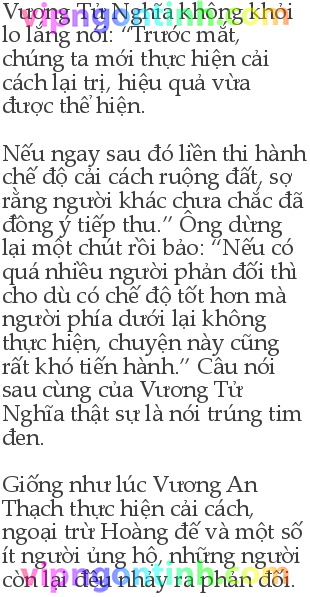 Vương Tử Nghĩa không khỏi
lo lắng nói: “Trước mắt,
chúng ta mới thực hiện cải
cách lại trị, hiệu quả vừa
được thể hiện.
Nếu ngay sau đó liền thi hành
chế độ cải cách ruộng đất, sợ
rằng người khác chưa chắc đã
đồng ý tiếp thu.” Ông dừng
lại một chút rồi bảo: “Nếu có
quá nhiều người phản đối thì
cho dù có chế độ tốt hơn mà
người phía dưới lại không
thực hiện, chuyện này cũng
rất khó tiến hành.” Câu nói
sau cùng của Vương Tử
Nghĩa thật sự là nói trúng tim
đen.
Giống như lúc Vương An
Thạch thực hiện cải cách,
ngoại trừ Hoàng đế và một số
ít người ủng hộ, những người
còn lại đều nhảy ra phản đối.
vipngontinh.com
vipngontinh.com
vipngontinh.com